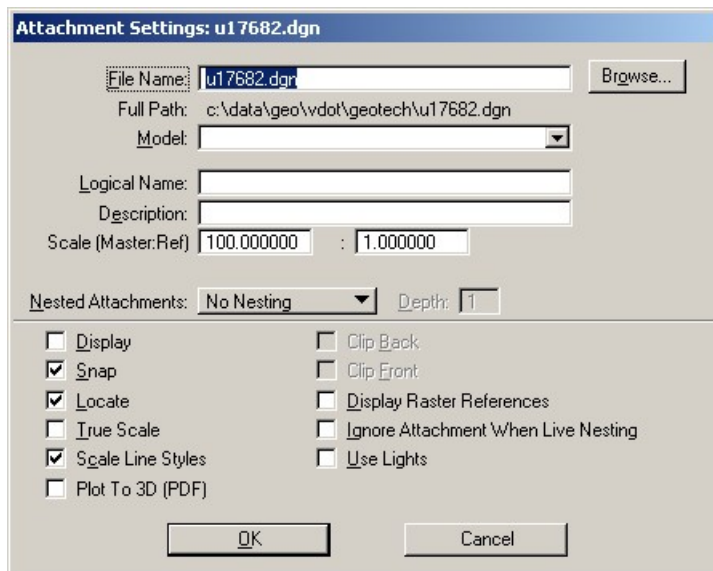 Attachment Settings: u17682.dgn
File Name: u17682.dgn Browse...
Full Path: c:\data\geo\vdot\geotech\u17682.dgn
Model:
Logical Name:
Description:
Scale (Master:Ref) 100.000000 : 1.000000
Nested Attachments: No Nesting Depth: 1
Display Clip Back
Snap Clip Front
Locate Display Raster References
True Scale Ignore Attachment When Live Nesting
Scale Line Styles Use Lights
Plot To 3D (PDF)
OK Cancel